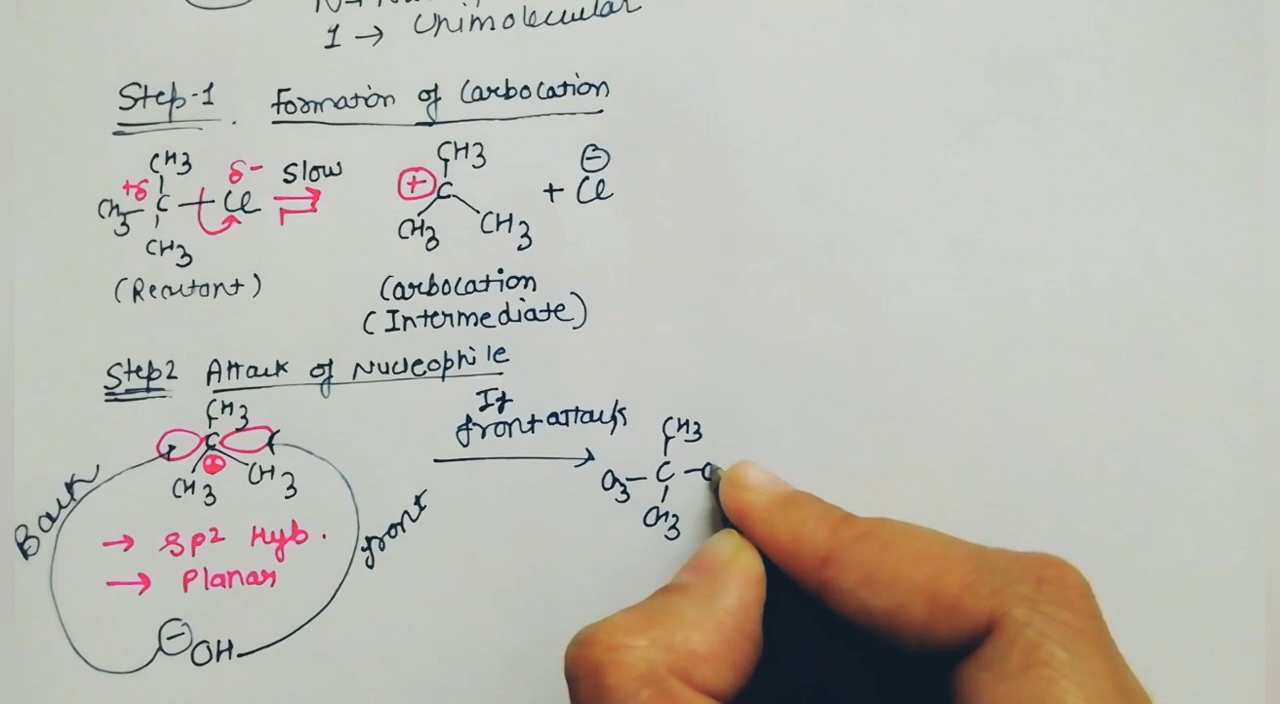 1 → Unimolecular
Step-1. Formation of Carbocation
CH3
+δ δ- Slow
CH3 - C - Cl
CH3
(Reactant)
CH3
+ C + Cl ⊖
CH3 CH3
Carbocation
(Intermediate)
Step2 Attack of Nucleophile
CH3
C
CH3 CH3
Back
front
→ SP2 Hyb.
→ Planar
⊖OH
If
front attack
CH3
C
CH3